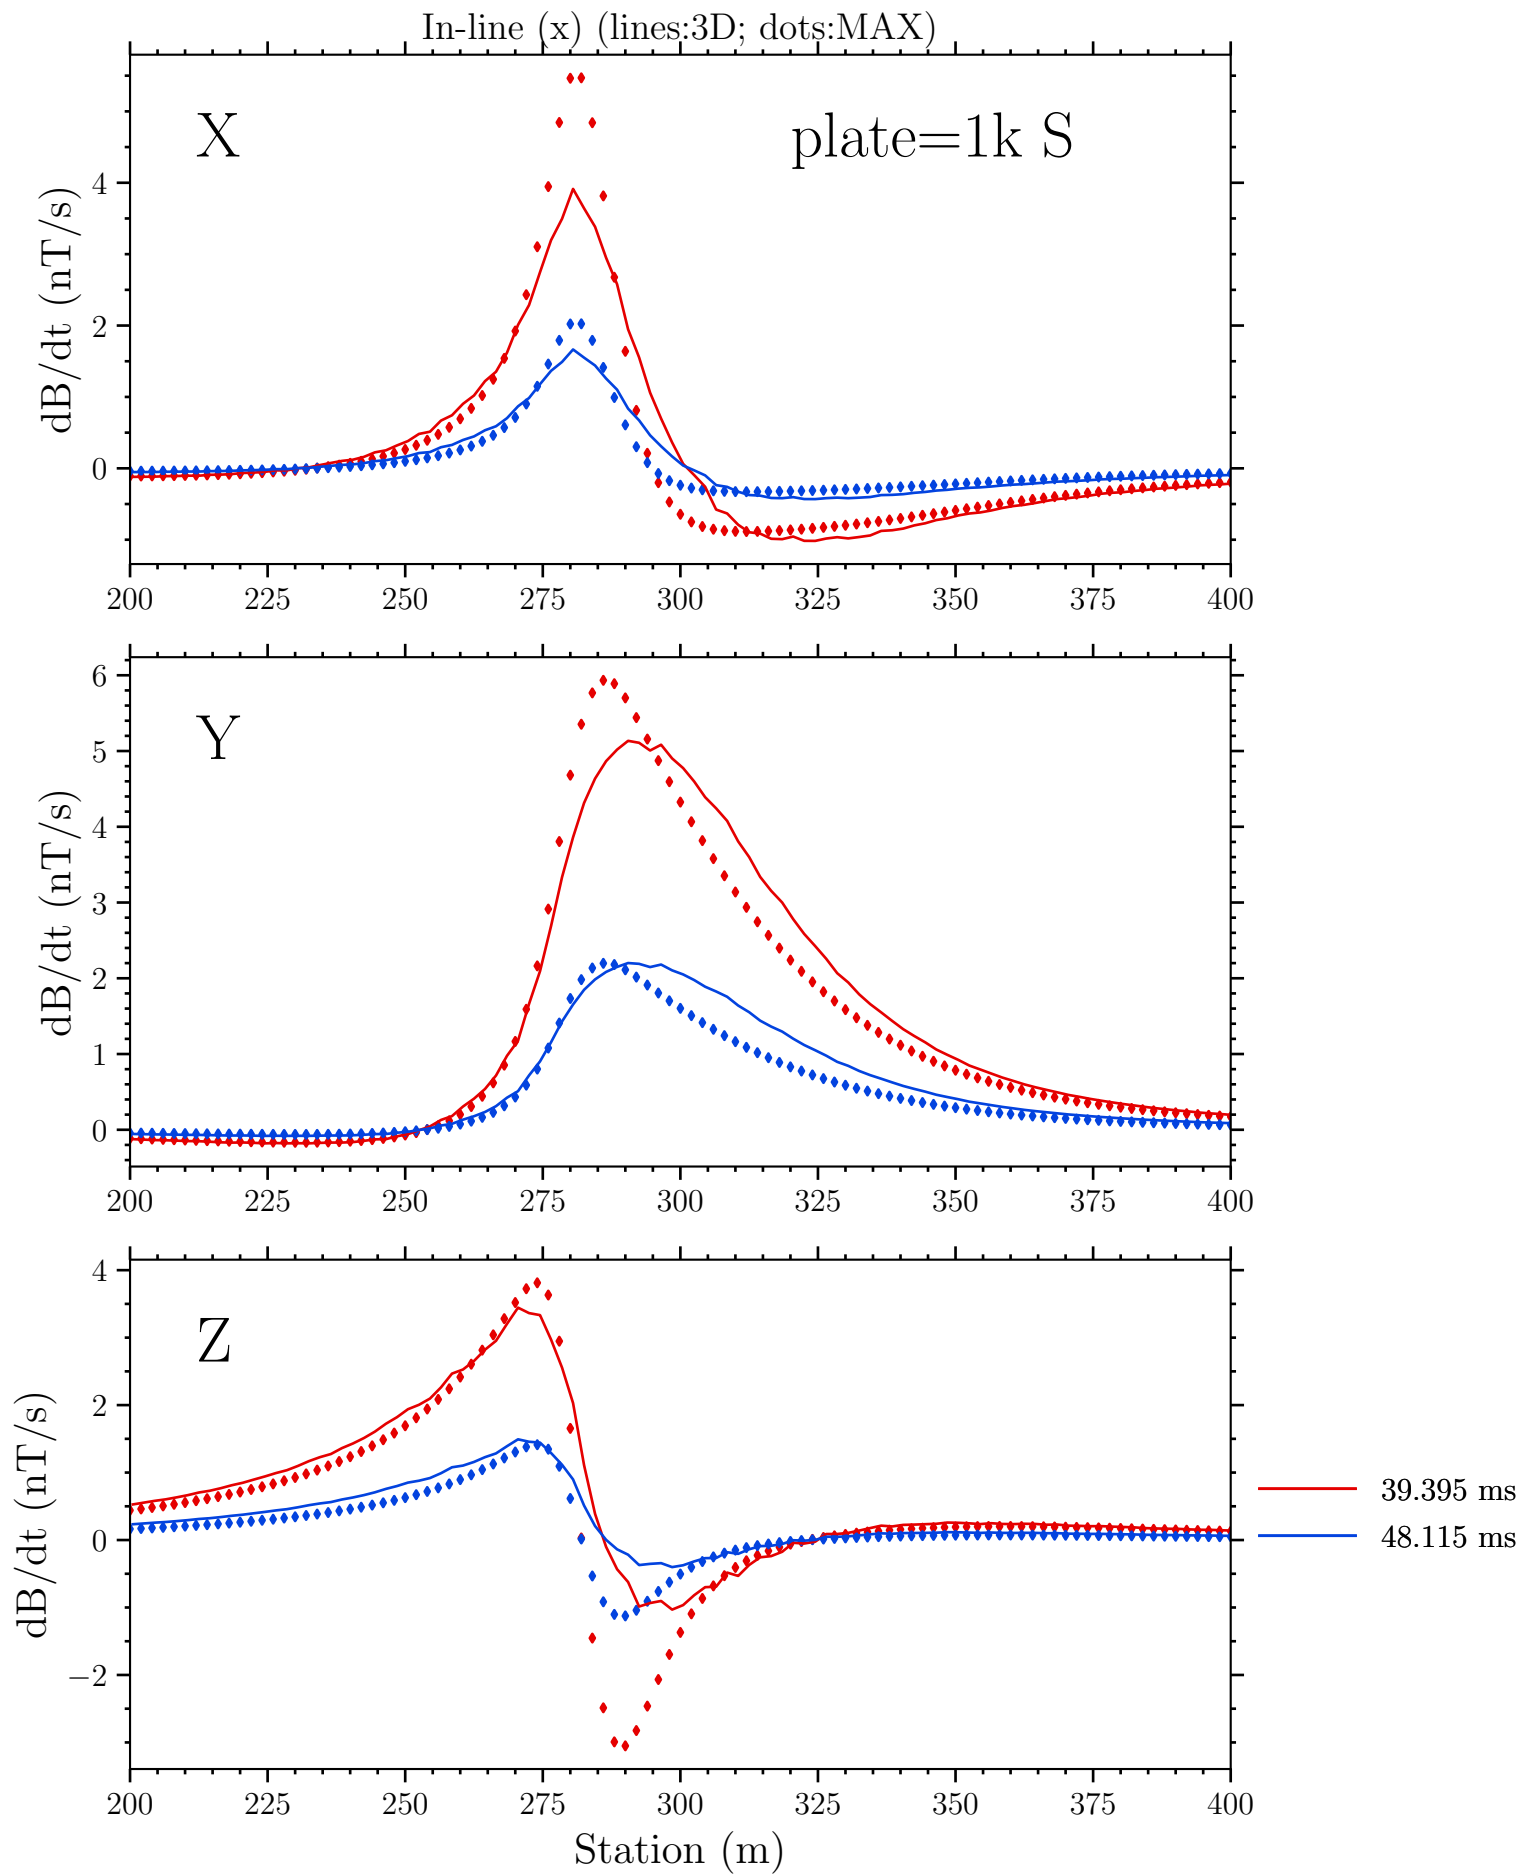 In-line (x) (lines:3D; dots:MAX)
X
plate=1k S
dB/dt (nT/s)
4
2
0
200 225 250 275 300 325 350 375 400
Y
dB/dt (nT/s)
6
5
4
3
2
1
0
200 225 250 275 300 325 350 375 400
Z
dB/dt (nT/s)
4
2
0
−2
39.395 ms
48.115 ms
200 225 250 275 300 325 350 375 400
Station (m)